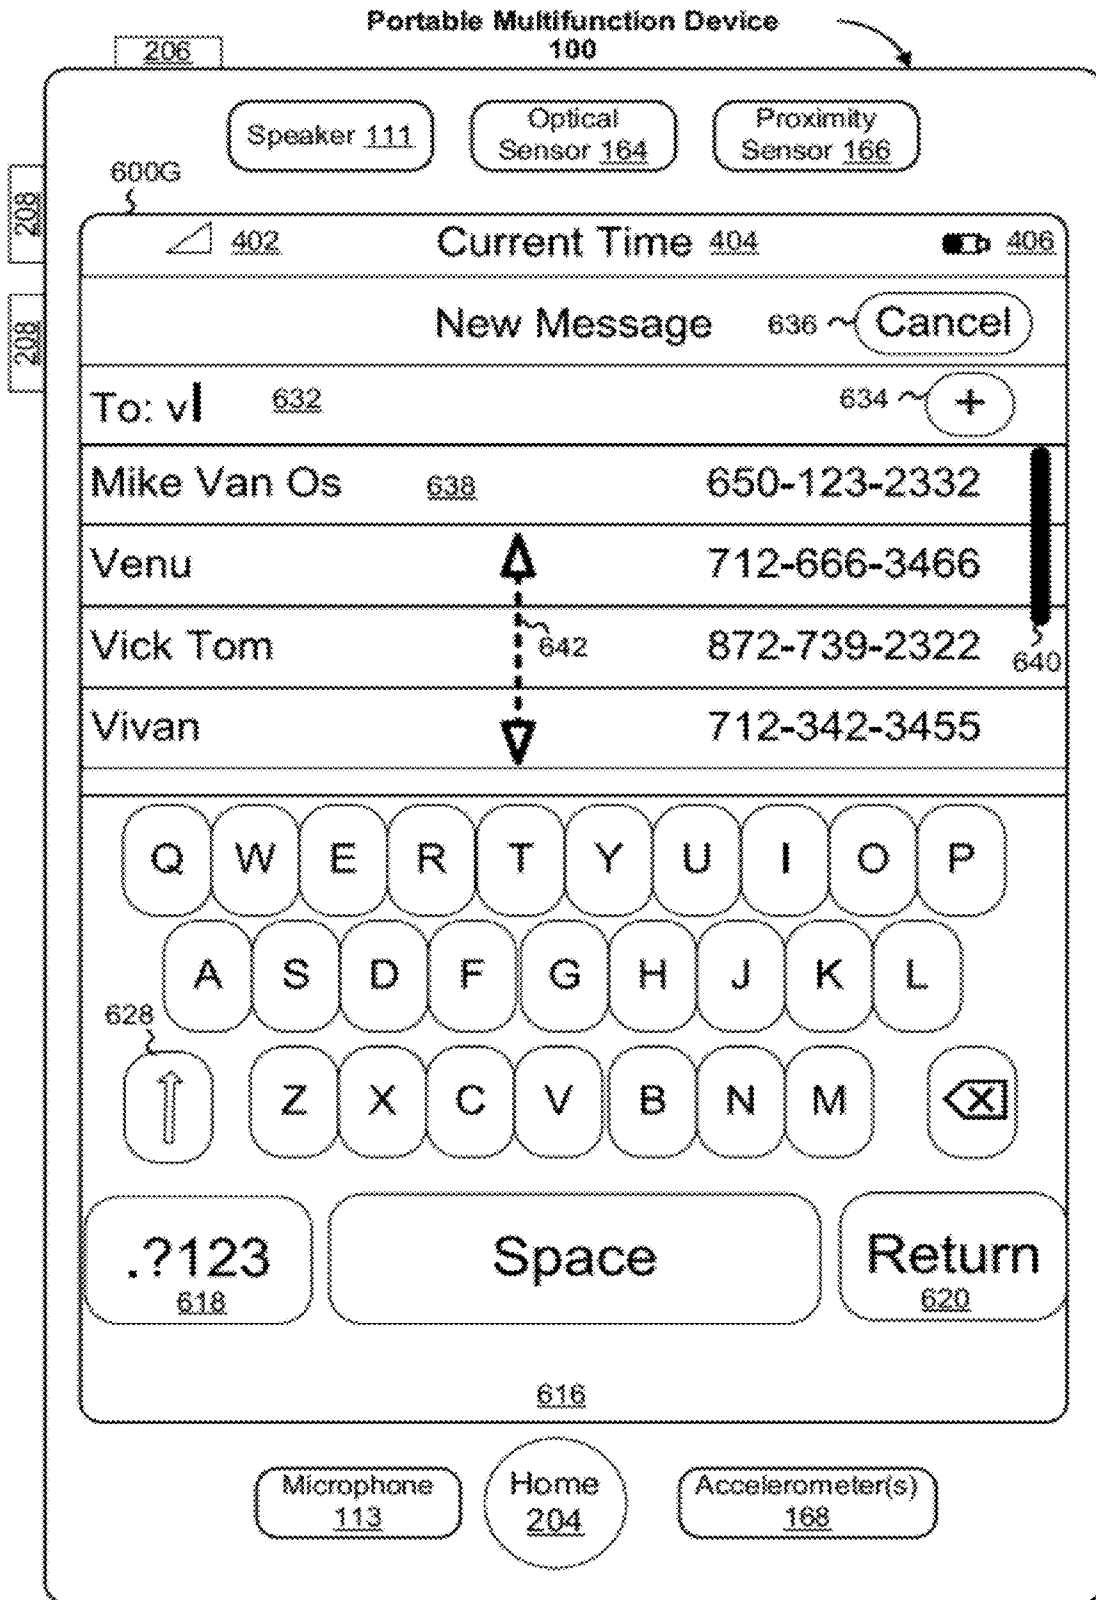 Portable Multifunction Device
100
206
Speaker 111
Optical
Sensor 164
Proximity
Sensor 166
600G
208
208
402 Current Time 404 406
New Message 636 Cancel
To: v 632 634 +
Mike Van Os 638 650-123-2332
Venu 712-666-3466
Vick Tom 642 872-739-2322 640
Vivan 712-342-3455
Q W E R T Y U I O P
A S D F G H J K L
628
Z X C V B N M X
.?123 Space Return
618 620
616
Microphone
113
Home
204
Accelerometer(s)
168